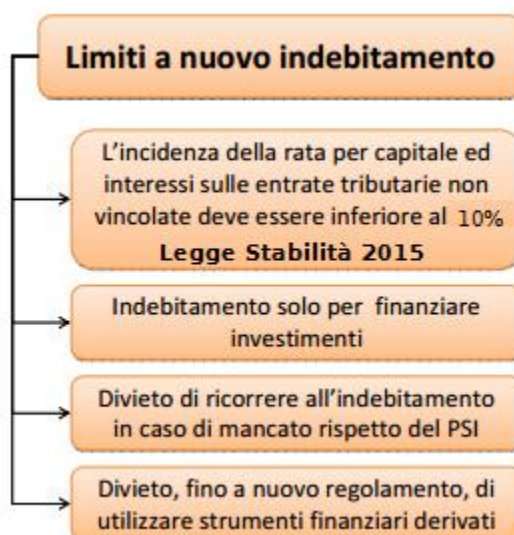 Limiti a nuovo indebitamento
L'incidenza della rata per capitale ed
interessi sulle entrate tributarie non
vincolate deve essere inferiore al 10%
Legge Stabilità 2015
Indebitamento solo per finanziare
investimenti
Divieto di ricorrere all'indebitamento
in caso di mancato rispetto del PSI
Divieto, fino a nuovo regolamento, di
utilizzare strumenti finanziari derivati